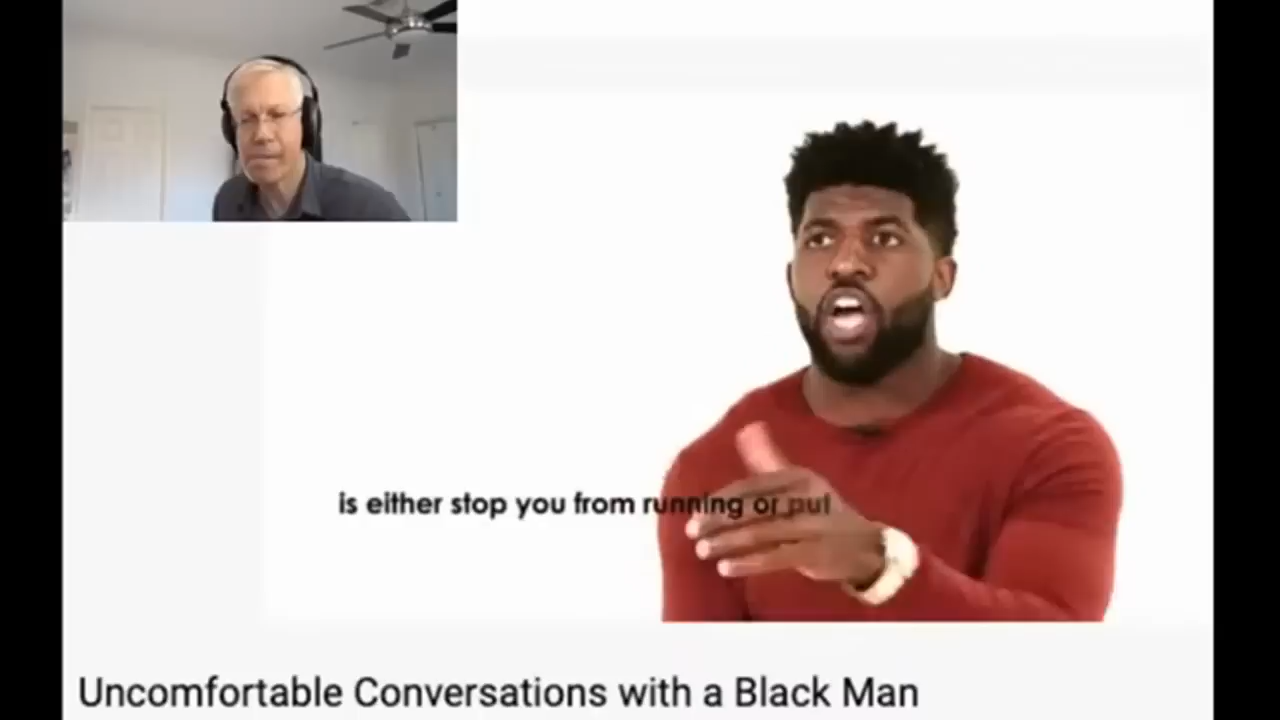 is either stop you from running or put
Uncomfortable Conversations with a Black Man